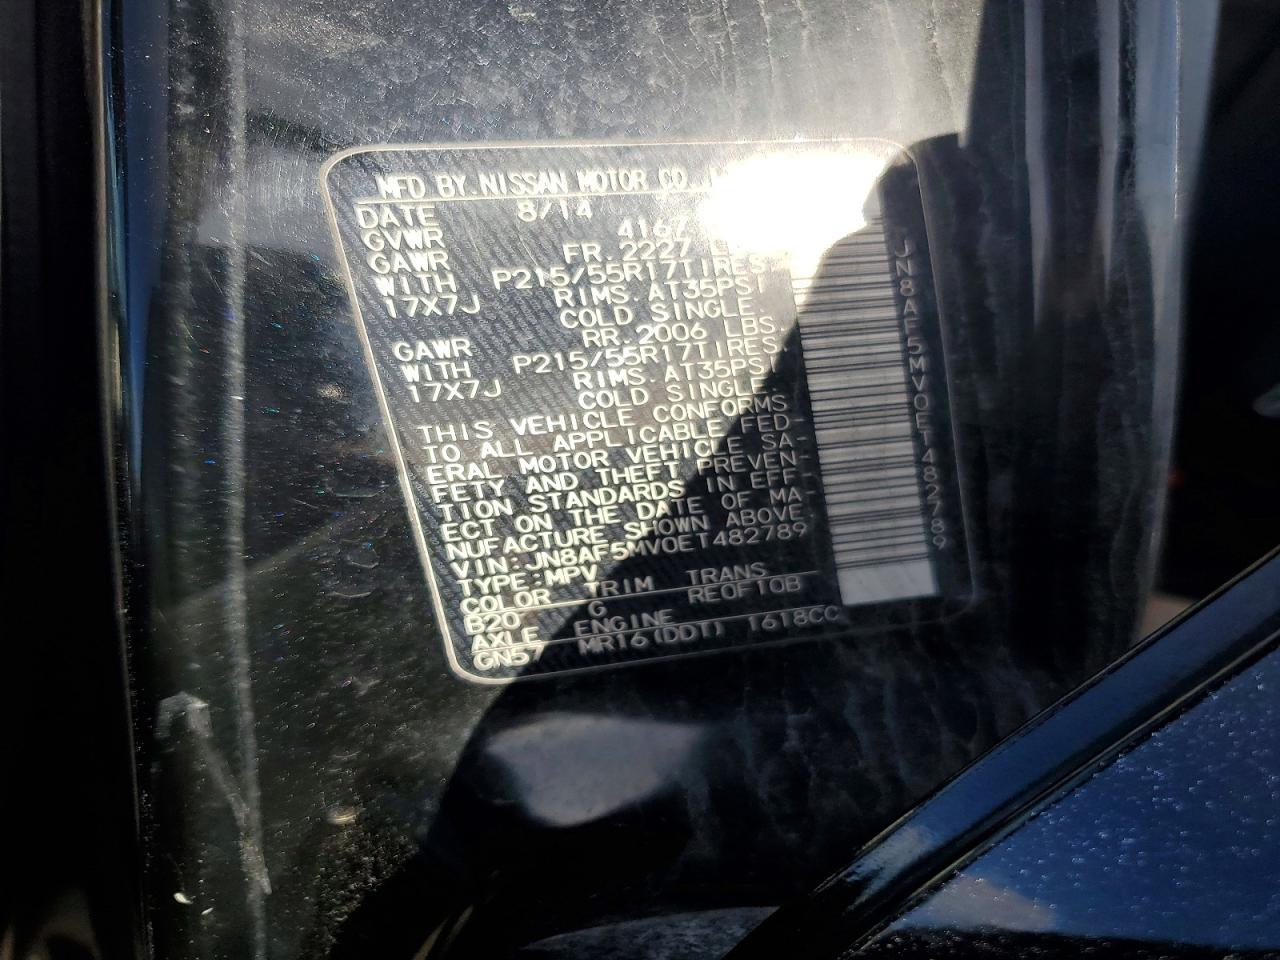 MFD BY NISSAN MOTOR CO
DATE 8/14
GVWR 4167
GAWR FR. 2227
WITH P215/55R17TIRES.
17X7J RIMS. AT35PSI
COLD SINGLE.
GAWR RR. 2006 LBS.
WITH P215/55R17TIRES.
17X7J RIMS. AT35PSI
COLD SINGLE.
THIS VEHICLE CONFORMS
TO ALL APPLICABLE FED-
ERAL MOTOR VEHICLE SA-
FETY AND THEFT PREVEN-
TION STANDARDS IN EFF-
ECT ON THE DATE OF MA-
NUFACTURE SHOWN ABOVE
VIN:JN8AF5MV0ET482789
TYPE:MPV
COLOR TRIM TRANS
B20 G RE0F10B
AXLE ENGINE
GN57 MR16(DDT) 1618CC
JN8AF5MV0ET482789